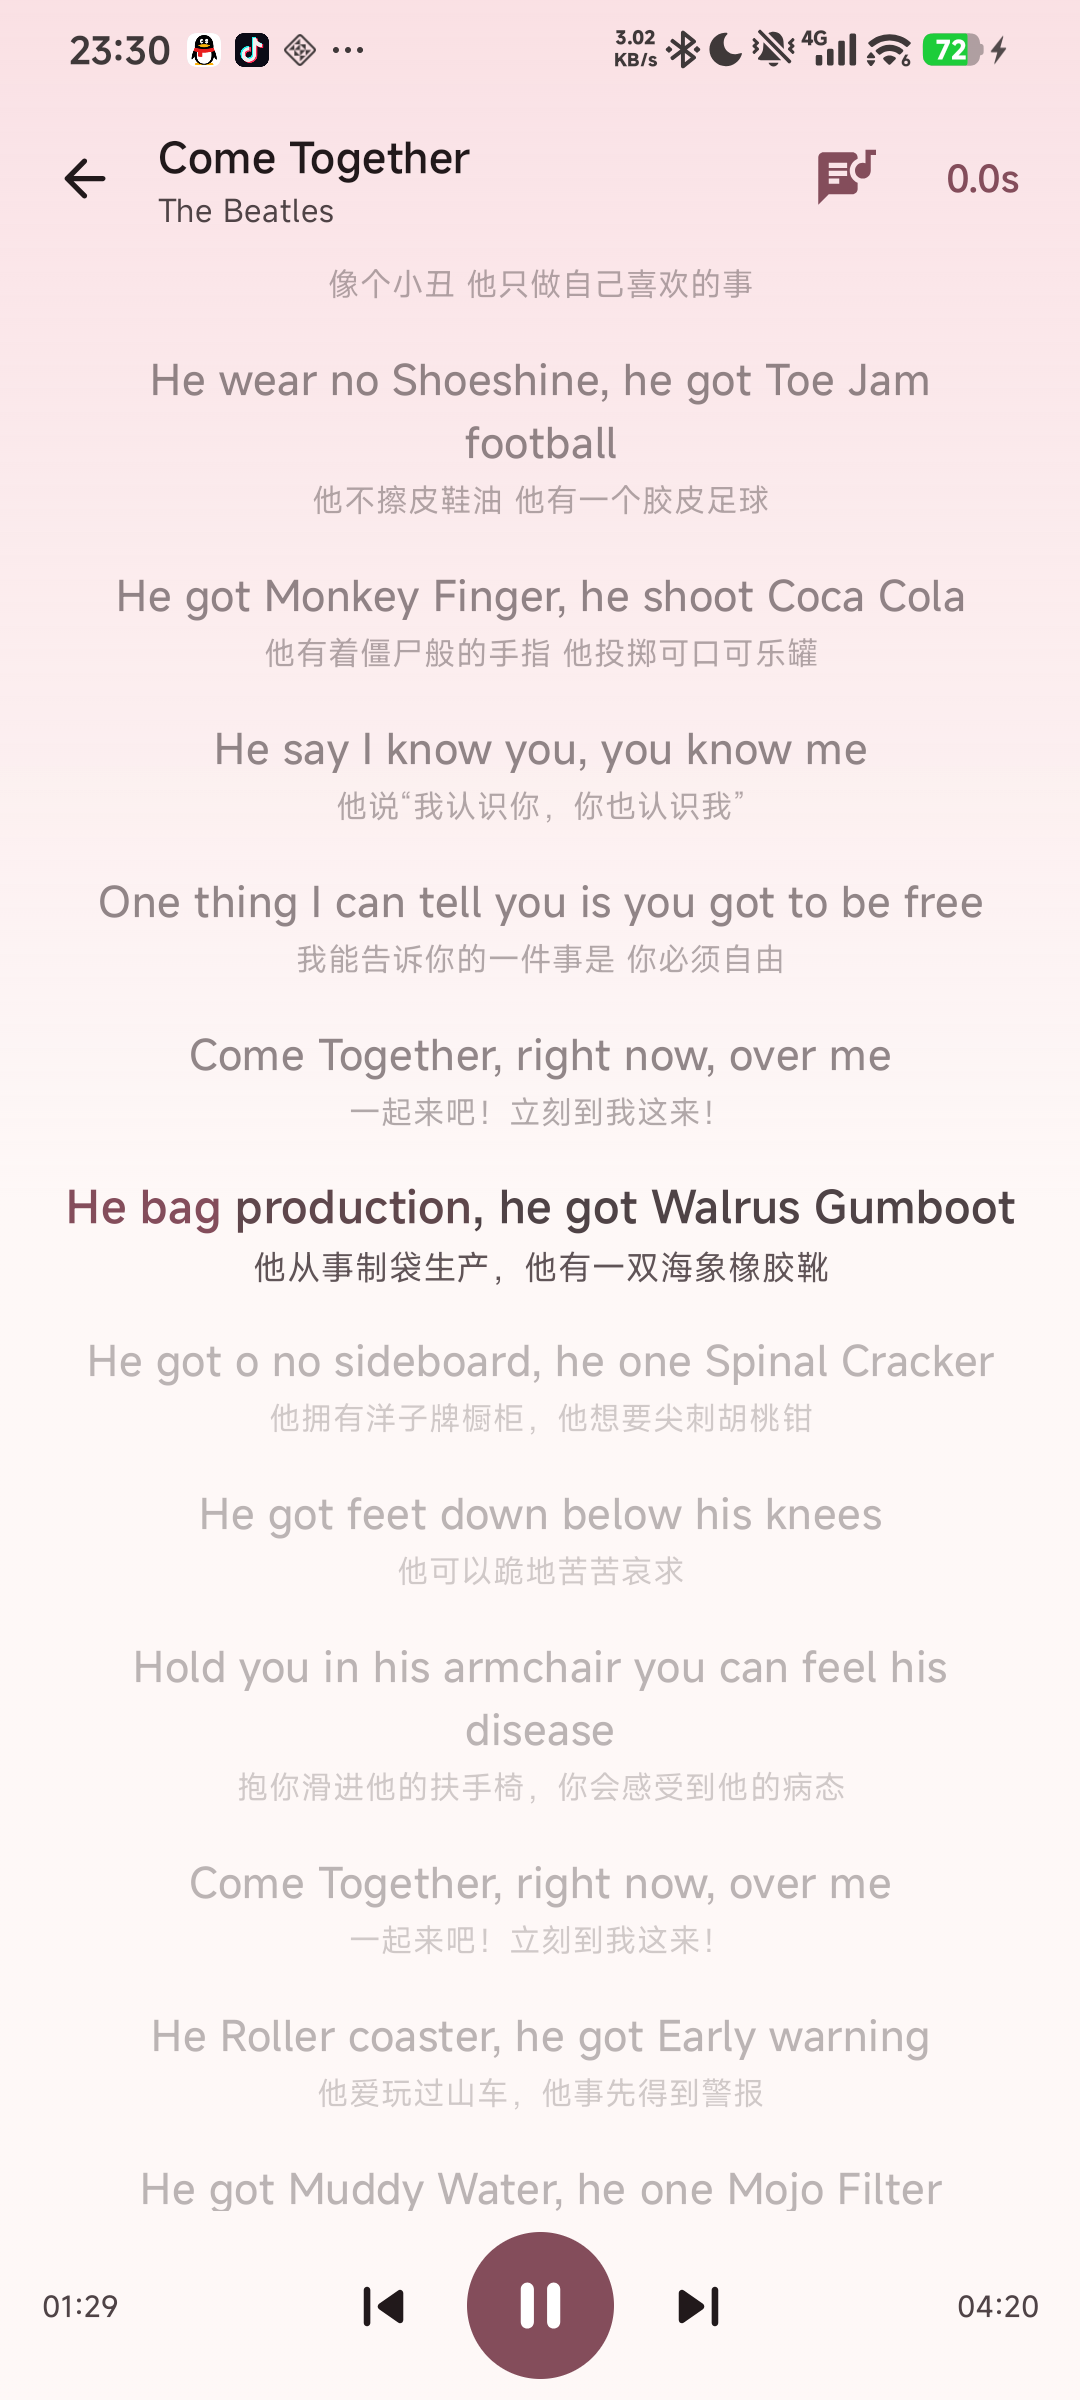 23:30
3.02 KB/s
4G
6
72
Come Together
The Beatles
0.0s
像个小丑 他只做自己喜欢的事
He wear no Shoeshine, he got Toe Jam
football
他不擦皮鞋油 他有一个胶皮足球
He got Monkey Finger, he shoot Coca Cola
他有着僵尸般的手指 他投掷可口可乐罐
He say I know you, you know me
他说“我认识你，你也认识我”
One thing I can tell you is you got to be free
我能告诉你的一件事是 你必须自由
Come Together, right now, over me
一起来吧！立刻到我这来！
He bag production, he got Walrus Gumboot
他从事制袋生产，他有一双海象橡胶靴
He got o no sideboard, he one Spinal Cracker
他拥有洋子牌橱柜，他想要尖刺胡桃钳
He got feet down below his knees
他可以跪地苦苦哀求
Hold you in his armchair you can feel his
disease
抱你滑进他的扶手椅，你会感受到他的病态
Come Together, right now, over me
一起来吧！立刻到我这来！
He Roller coaster, he got Early warning
他爱玩过山车，他事先得到警报
He got Muddy Water, he one Mojo Filter
01:29
04:20